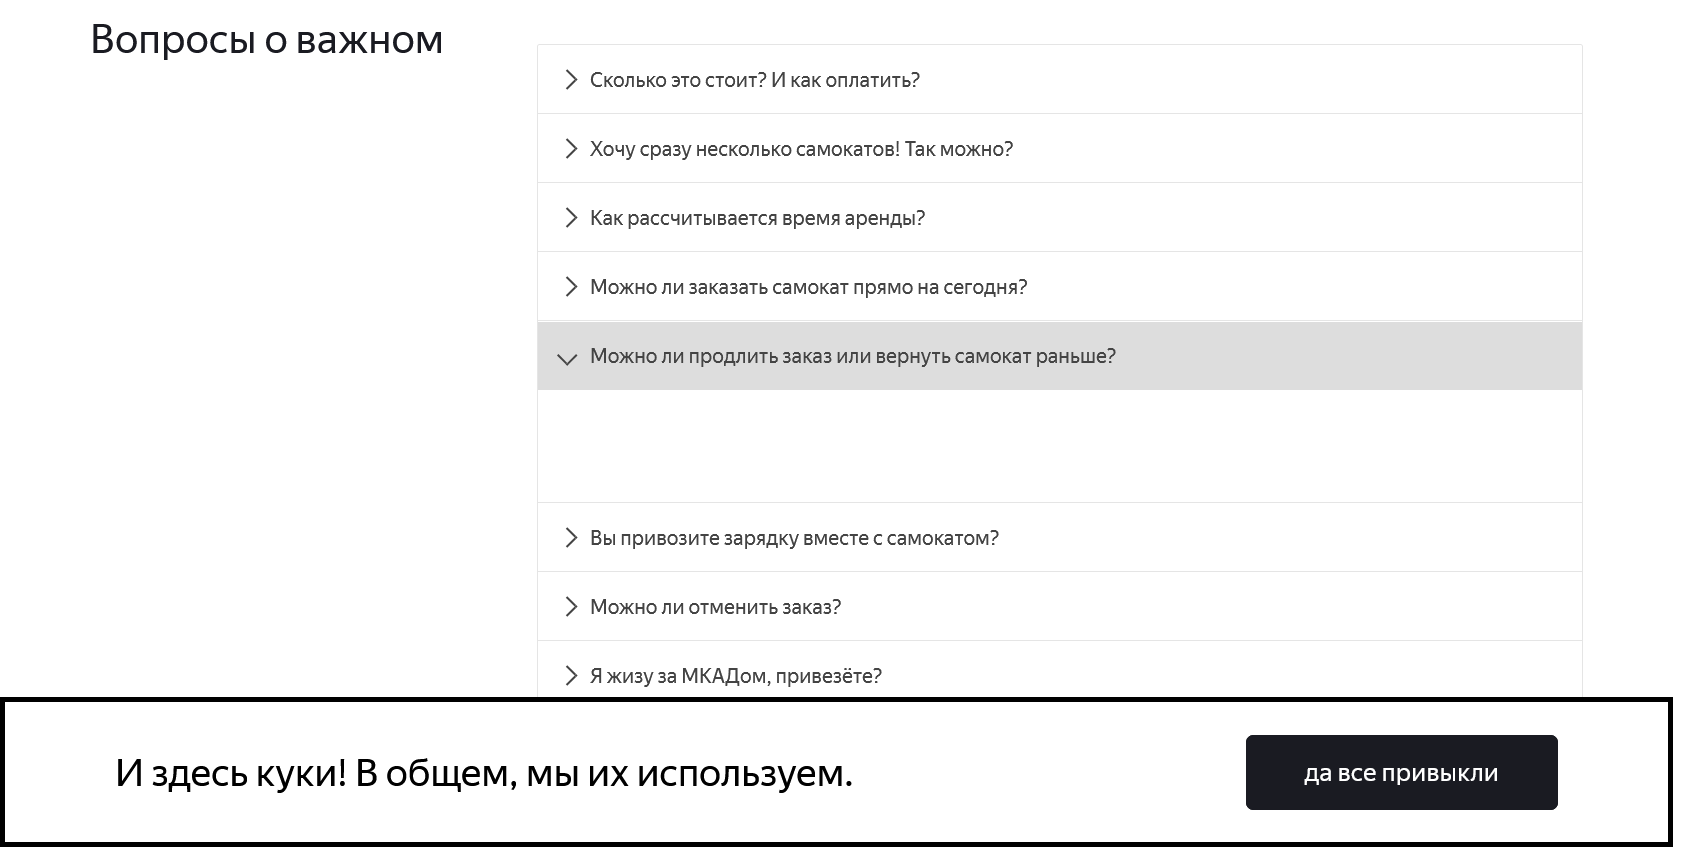 Вопросы о важном
Сколько это стоит? И как оплатить?
Хочу сразу несколько самокатов! Так можно?
Как рассчитывается время аренды?
Можно ли заказать самокат прямо на сегодня?
Можно ли продлить заказ или вернуть самокат раньше?
Вы привозите зарядку вместе с самокатом?
Можно ли отменить заказ?
Я жизу за МКАДом, привезёте?
И здесь куки! В общем, мы их используем.
да все привыкли